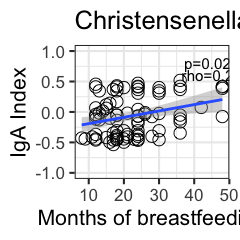 Christensenella
p=0.02
rho=0.
IgA Index
1.0
0.5
0.0
-0.5
-1.0
10 20 30 40 50
Months of breastfeedi